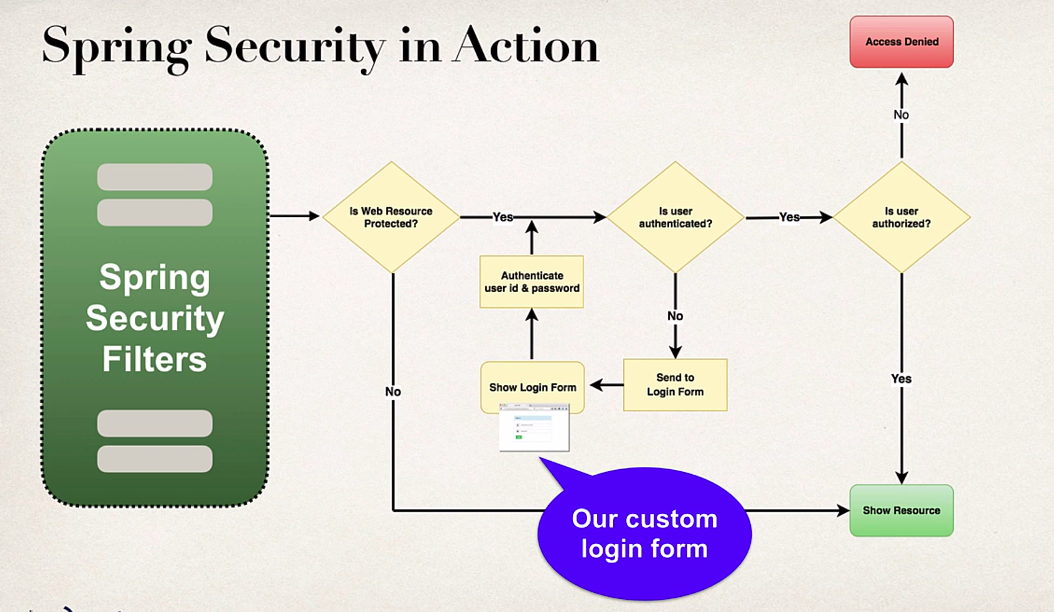 Spring Security in Action
Access Denied
No
Is Web Resource
Protected?
Yes
Is user
authenticated?
Yes
Is user
authorized?
Spring
Security
Filters
Authenticate
user id & password
No
Show Login Form
Send to
Login Form
No
Yes
Our custom
login form
Show Resource